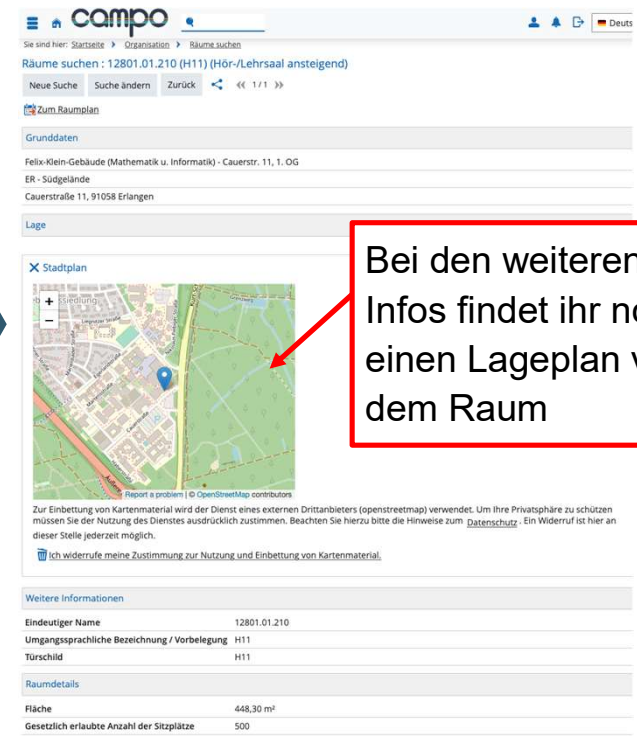 campo
Deuts
Sie sind hier: Startseite > Organisation > Räume suchen
Räume suchen : 12801.01.210 (H11) (Hör-/Lehrsaal ansteigend)
Neue Suche Suche ändern Zurück << 1/1 >>
Zum Raumplan
Grunddaten
Felix-Klein-Gebäude (Mathematik u. Informatik) - Cauerstr. 11, 1. OG
ER - Südgelände
Cauerstraße 11, 91058 Erlangen
Lage
Bei den weiteren
Infos findet ihr no
einen Lageplan v
dem Raum
X Stadtplan
+
−
Report a problem | © OpenStreetMap contributors
Zur Einbettung von Kartenmaterial wird der Dienst eines externen Drittanbieters (openstreetmap) verwendet. Um Ihre Privatsphäre zu schützen
müssen Sie der Nutzung des Dienstes ausdrücklich zustimmen. Beachten Sie hierzu bitte die Hinweise zum Datenschutz . Ein Widerruf ist hier an
dieser Stelle jederzeit möglich.
Ich widerrufe meine Zustimmung zur Nutzung und Einbettung von Kartenmaterial.
Weitere Informationen
Eindeutiger Name 12801.01.210
Umgangssprachliche Bezeichnung / Vorbelegung H11
Türschild H11
Raumdetails
Fläche 448,30 m²
Gesetzlich erlaubte Anzahl der Sitzplätze 500